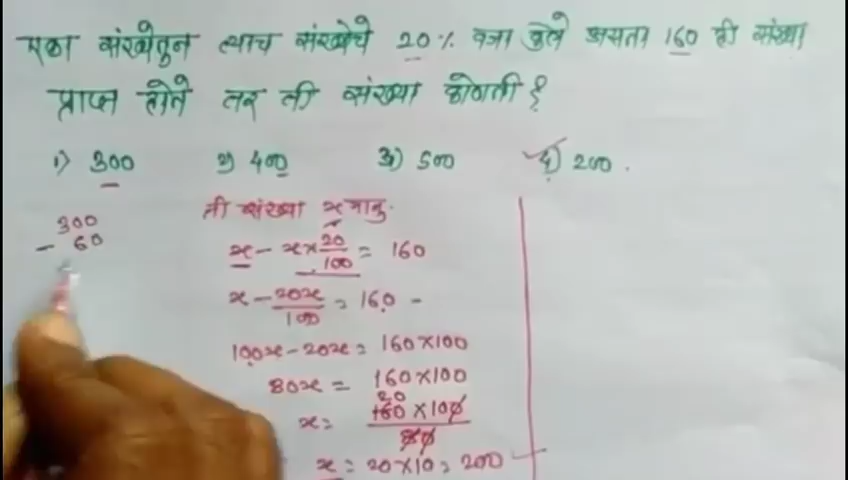 एका संख्येतून त्याच संख्येचे 20% वजा केले असता 160 ही संख्या
प्राप्त होते तर ती संख्या कोणती?
1) 300 2) 400 3) 500 4) 200.
ती संख्या x मानु.
300
- 60
x - x × 20/100 = 160
x - 20x/100 = 160 -
100x - 20x = 160×100
80x = 160×100
20
x = 160×100/80
x = 20×10 = 200